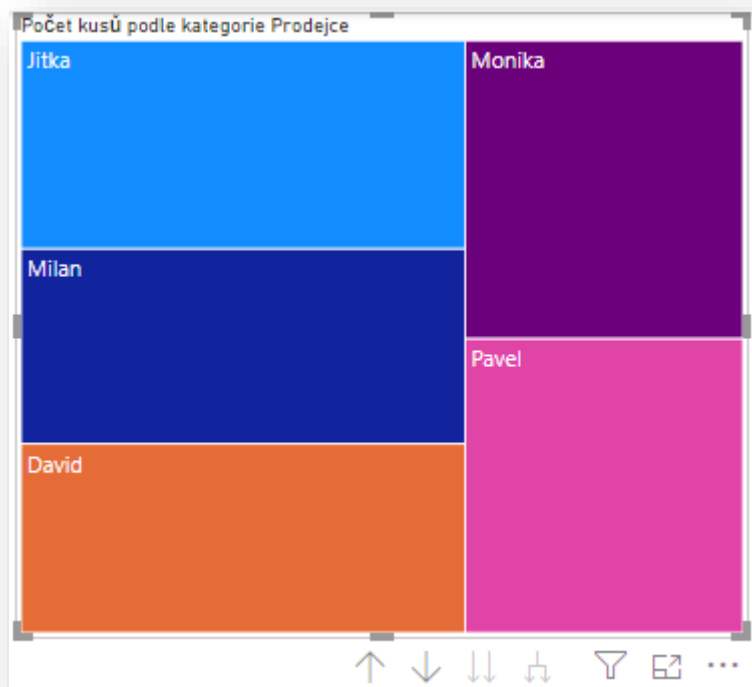 Počet kusů podle kategorie Prodejce
Jitka
Monika
Milan
Pavel
David